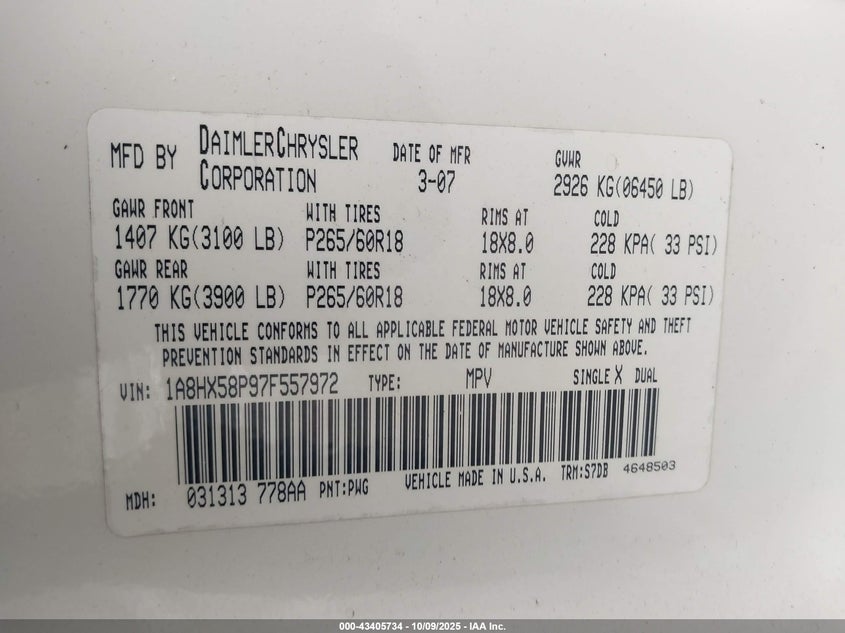 MFD BY DAIMLERCHRYSLER CORPORATION DATE OF MFR 3-07 GVWR 2926 KG(06450 LB)
GAWR FRONT WITH TIRES RIMS AT COLD
1407 KG(3100 LB) P265/60R18 18X8.0 228 KPA( 33 PSI)
GAWR REAR WITH TIRES RIMS AT COLD
1770 KG(3900 LB) P265/60R18 18X8.0 228 KPA( 33 PSI)
THIS VEHICLE CONFORMS TO ALL APPLICABLE FEDERAL MOTOR VEHICLE SAFETY AND THEFT
PREVENTION STANDARDS IN EFFECT ON THE DATE OF MANUFACTURE SHOWN ABOVE.
VIN: 1A8HX58P97F557972 TYPE: MPV SINGLE X DUAL
MDH: 031313 778AA PNT:PWG VEHICLE MADE IN U.S.A. TRM:S7DB 4648503
000-43405734 - 10/09/2025 - IAA Inc.